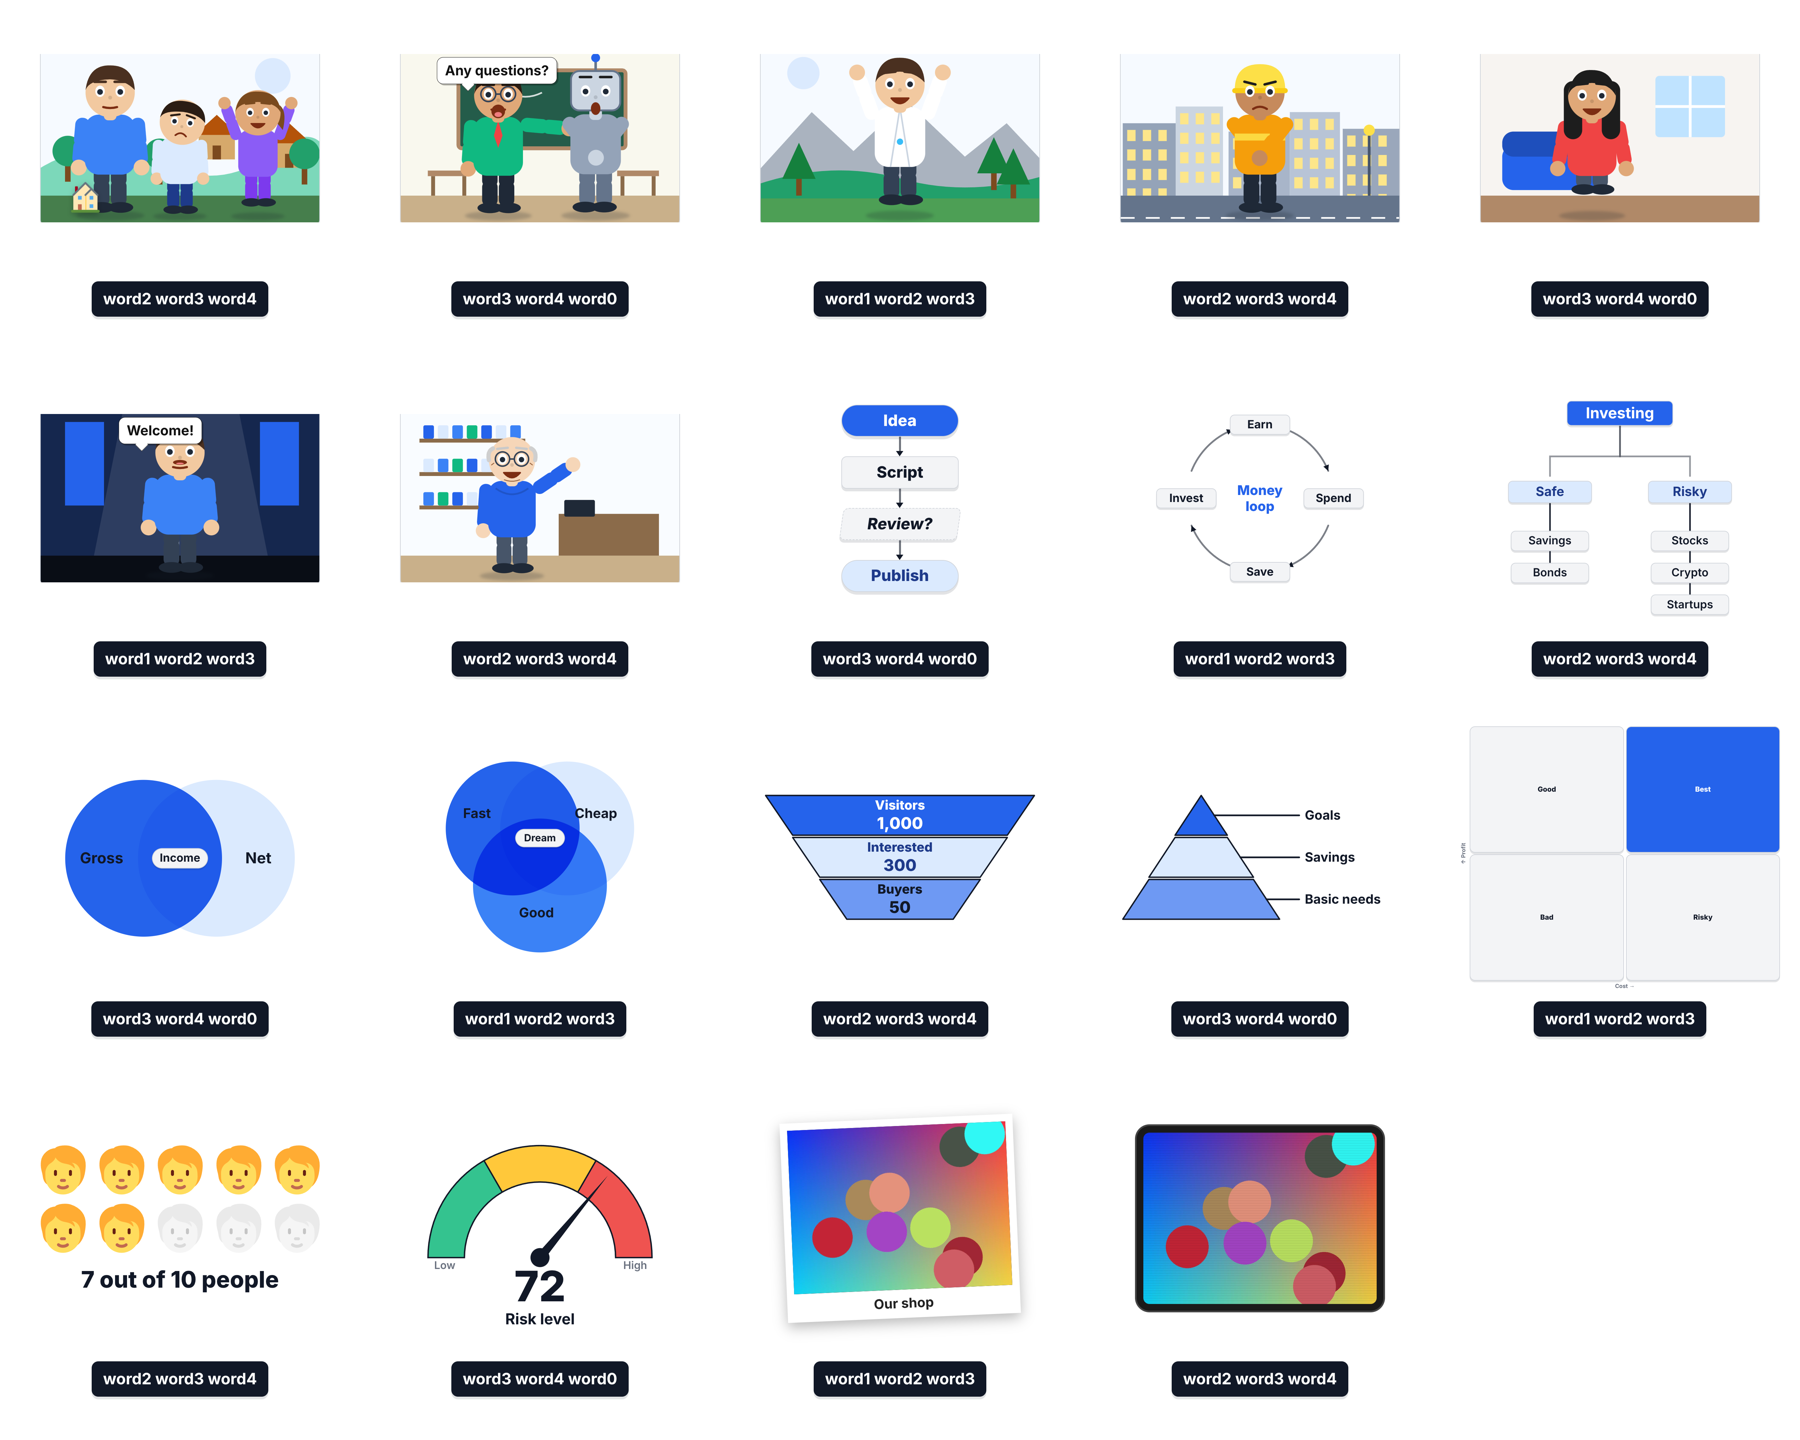 Any questions?
word2 word3 word4
word3 word4 word0
word1 word2 word3
word2 word3 word4
word3 word4 word0
Welcome!
word1 word2 word3
word2 word3 word4
Idea
Script
Review?
Publish
word3 word4 word0
Earn
Invest
Money
loop
Spend
Save
word1 word2 word3
Investing
Safe
Risky
Savings
Stocks
Bonds
Crypto
Startups
word2 word3 word4
Gross
Income
Net
word3 word4 word0
Fast
Cheap
Dream
Good
word1 word2 word3
Visitors
1,000
Interested
300
Buyers
50
word2 word3 word4
Goals
Savings
Basic needs
word3 word4 word0
Good
Best
↑ Profit
Bad
Risky
Cost →
word1 word2 word3
7 out of 10 people
word2 word3 word4
Low
High
72
Risk level
word3 word4 word0
Our shop
word1 word2 word3
word2 word3 word4